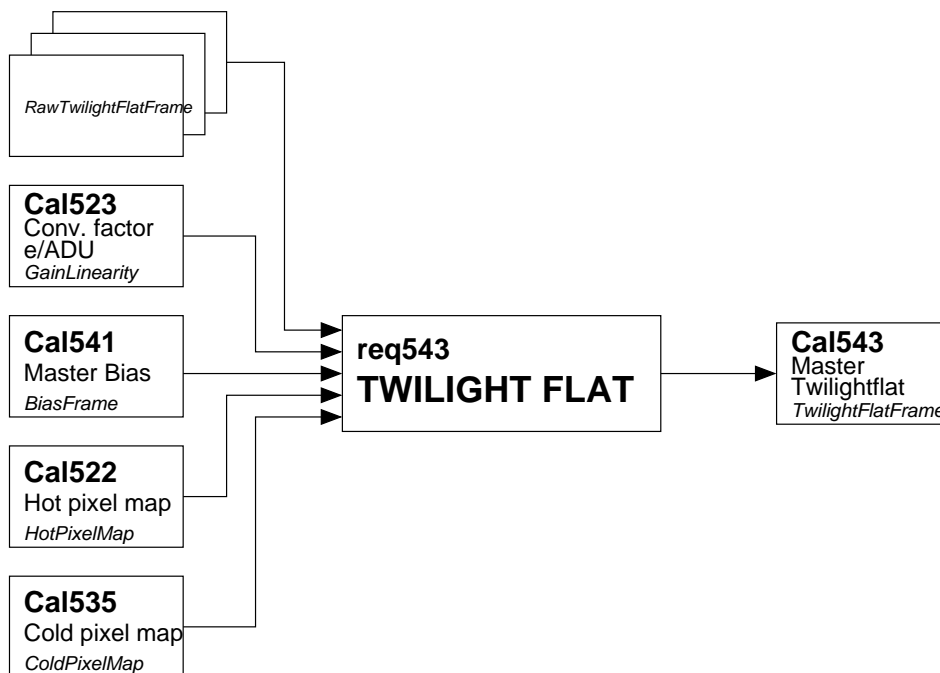 RawTwilightFlatFrame
Cal523
Conv. factor
e/ADU
GainLinearity
Cal541
Master Bias
BiasFrame
Cal522
Hot pixel map
HotPixelMap
Cal535
Cold pixel map
ColdPixelMap
req543
TWILIGHT FLAT
Cal543
Master
Twilightflat
TwilightFlatFrame